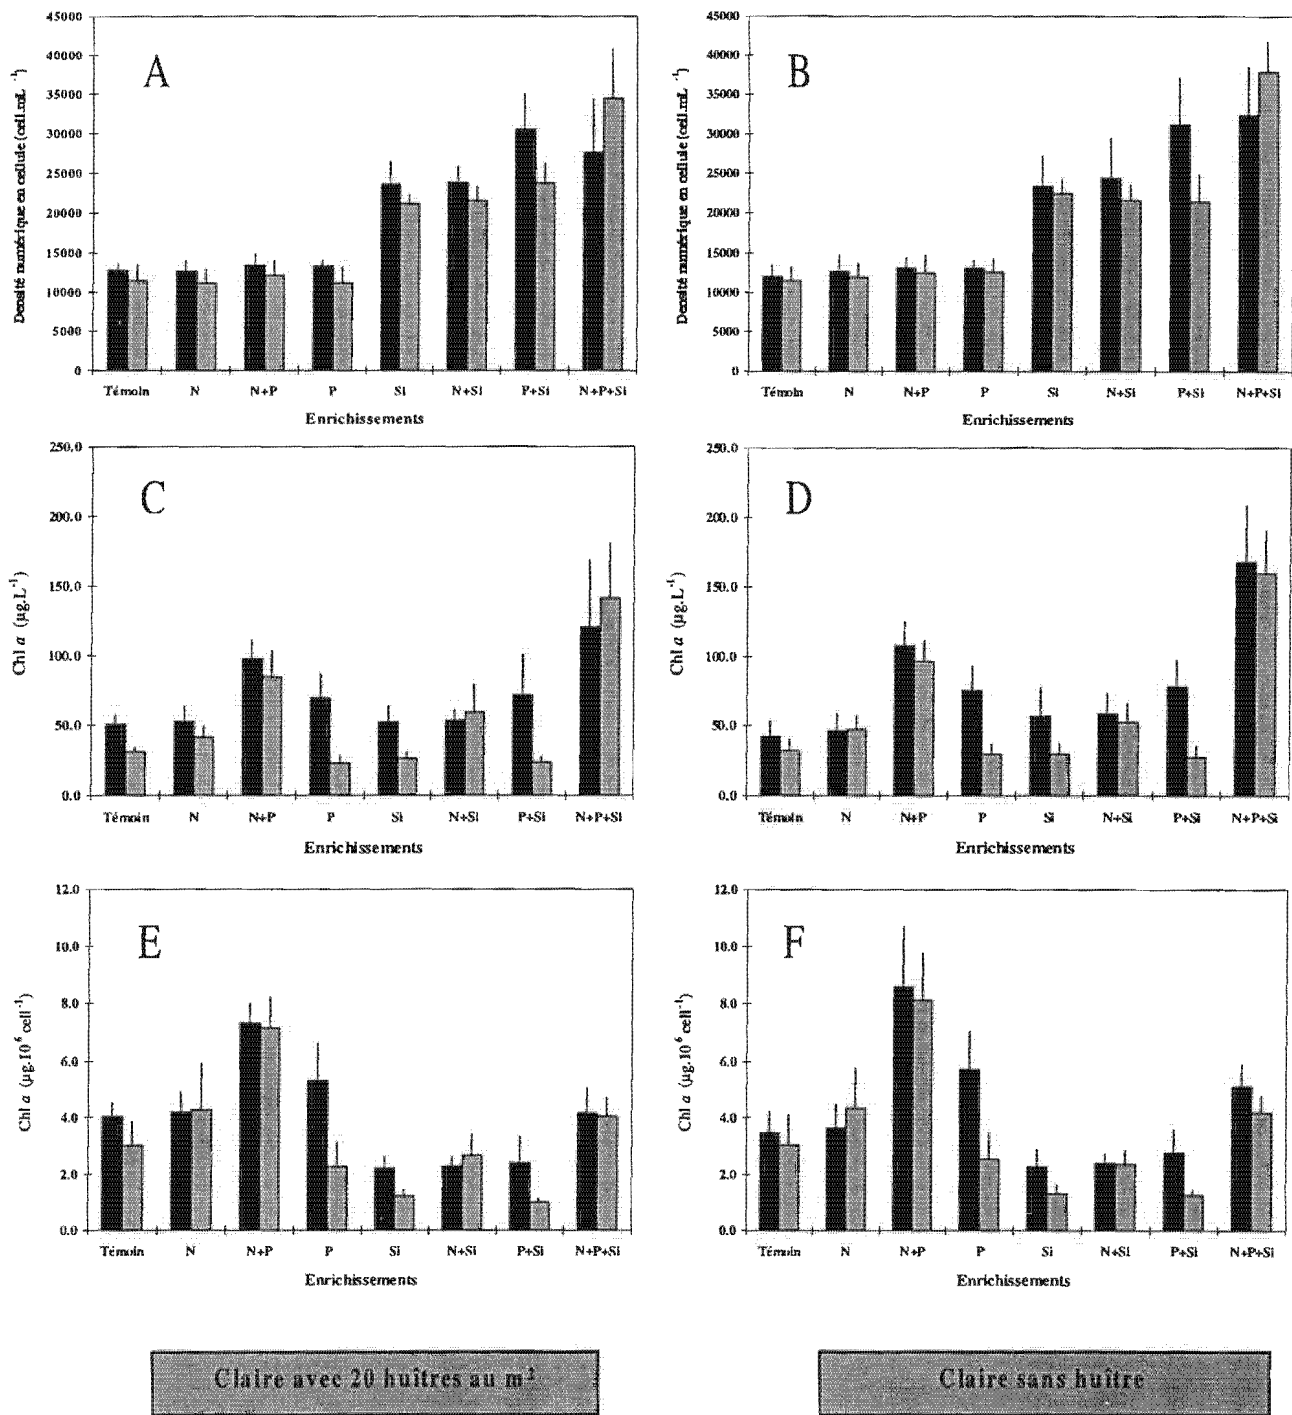 A
Densité numérique en cellule (cell.mL⁻¹)
45000
40000
35000
30000
25000
20000
15000
10000
5000
0
Témoin N N+P P Si N+Si P+Si N+P+Si
Enrichissements
B
Densité numérique en cellule (cell.mL⁻¹)
45000
40000
35000
30000
25000
20000
15000
10000
5000
0
Témoin N N+P P Si N+Si P+Si N+P+Si
Enrichissements
C
Chl a (µg.L⁻¹)
250.0
200.0
150.0
100.0
50.0
0.0
Témoin N N+P P Si N+Si P+Si N+P+Si
Enrichissements
D
Chl a (µg.L⁻¹)
250.0
200.0
150.0
100.0
50.0
0.0
Témoin N N+P P Si N+Si P+Si N+P+Si
Enrichissements
E
Chl a (µg.10⁶ cell⁻¹)
12.0
10.0
8.0
6.0
4.0
2.0
0.0
Témoin N N+P P Si N+Si P+Si N+P+Si
Enrichissements
F
Chl a (µg.10⁶ cell⁻¹)
12.0
10.0
8.0
6.0
4.0
2.0
0.0
Témoin N N+P P Si N+Si P+Si N+P+Si
Enrichissements
Claire avec 20 huîtres au m²
Claire sans huître